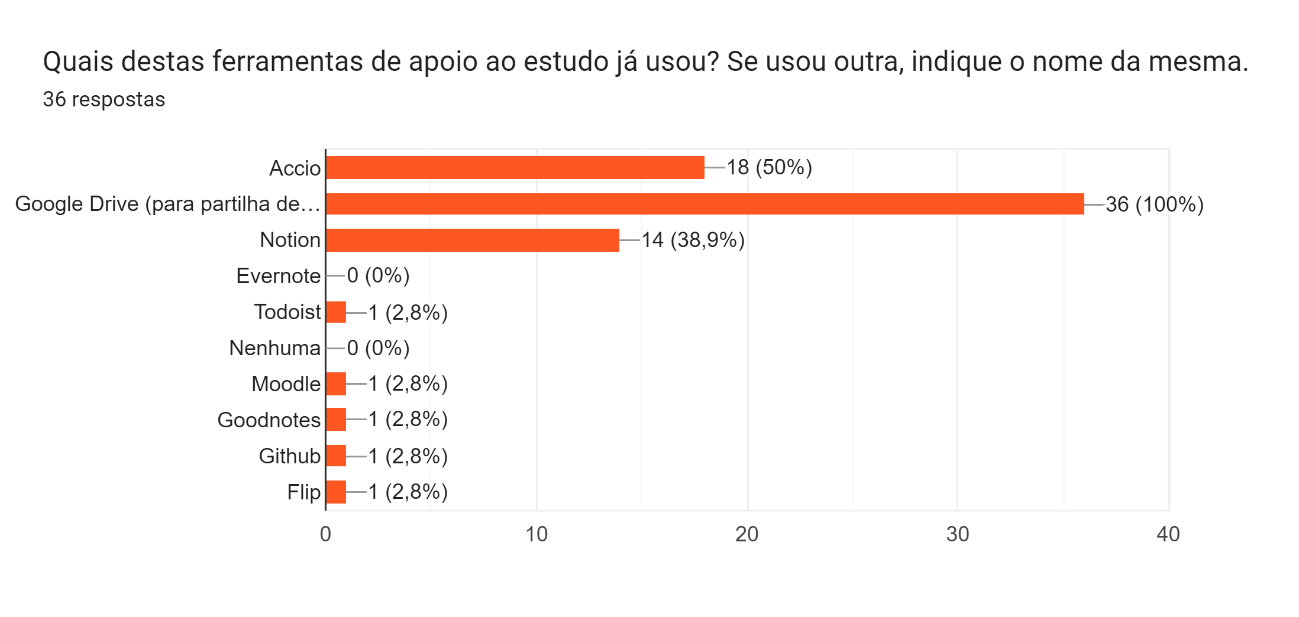 Quais destas ferramentas de apoio ao estudo já usou? Se usou outra, indique o nome da mesma.
36 respostas
Accio 18 (50%)
Google Drive (para partilha de… 36 (100%)
Notion 14 (38,9%)
Evernote 0 (0%)
Todoist 1 (2,8%)
Nenhuma 0 (0%)
Moodle 1 (2,8%)
Goodnotes 1 (2,8%)
Github 1 (2,8%)
Flip 1 (2,8%)
0 10 20 30 40